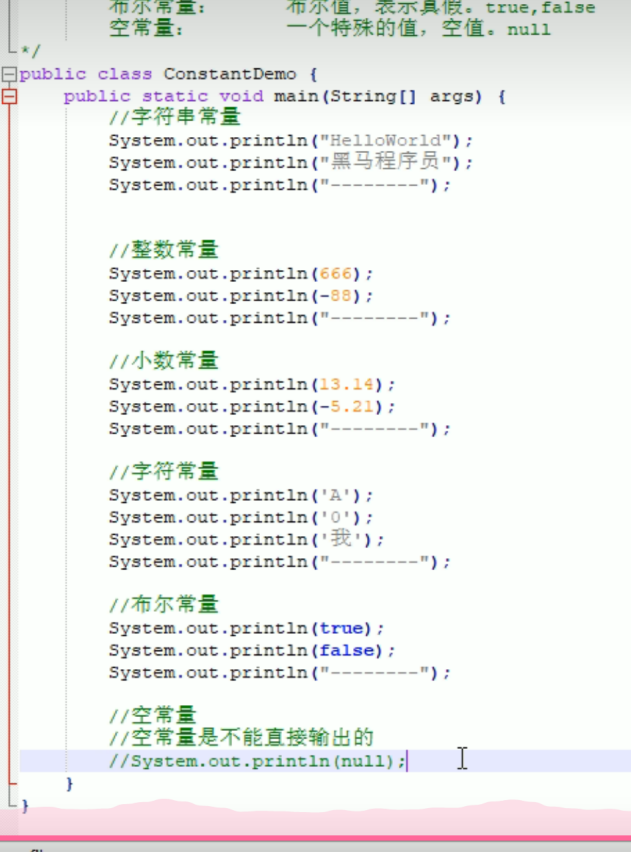 布尔常量: 布尔值，表示真假。true,false
空常量: 一个特殊的值，空值。null
*/
public class ConstantDemo {
public static void main(String[] args) {
//字符串常量
System.out.println("HelloWorld");
System.out.println("黑马程序员");
System.out.println("--------");
//整数常量
System.out.println(666);
System.out.println(-88);
System.out.println("--------");
//小数常量
System.out.println(13.14);
System.out.println(-5.21);
System.out.println("--------");
//字符常量
System.out.println('A');
System.out.println('0');
System.out.println('我');
System.out.println("--------");
//布尔常量
System.out.println(true);
System.out.println(false);
System.out.println("--------");
//空常量
//空常量是不能直接输出的
//System.out.println(null);
}
}